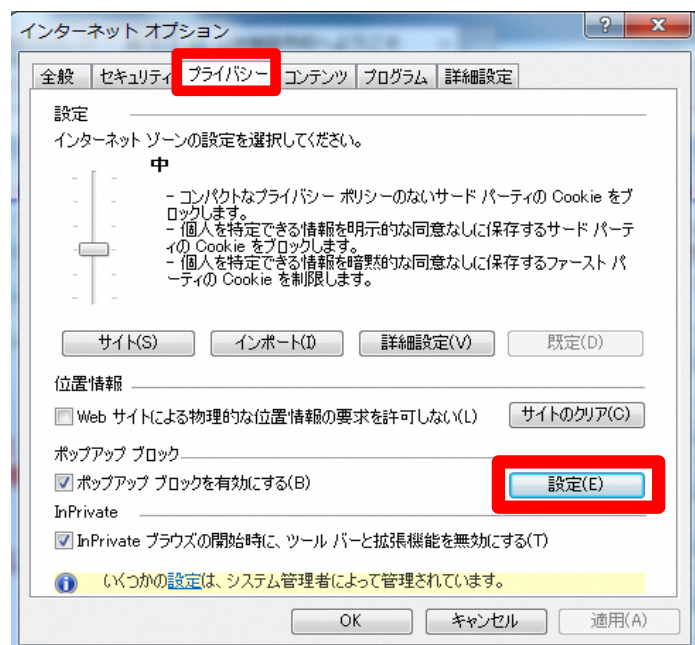 インターネット オプション
全般 セキュリティ プライバシー コンテンツ プログラム 詳細設定
設定
インターネット ゾーンの設定を選択してください。
中
- コンパクトなプライバシー ポリシーのないサード パーティの Cookie をブ
ロックします。
- 個人を特定できる情報を明示的な同意なしに保存するサード パーテ
ィの Cookie をブロックします。
- 個人を特定できる情報を暗黙的な同意なしに保存するファースト パ
ーティの Cookie を制限します。
サイト(S) インポート(I) 詳細設定(V) 既定(D)
位置情報
Web サイトによる物理的な位置情報の要求を許可しない(L) サイトのクリア(C)
ポップアップ ブロック
ポップアップ ブロックを有効にする(B) 設定(E)
InPrivate
InPrivate ブラウズの開始時に、ツール バーと拡張機能を無効にする(T)
いくつかの設定は、システム管理者によって管理されています。
OK キャンセル 適用(A)